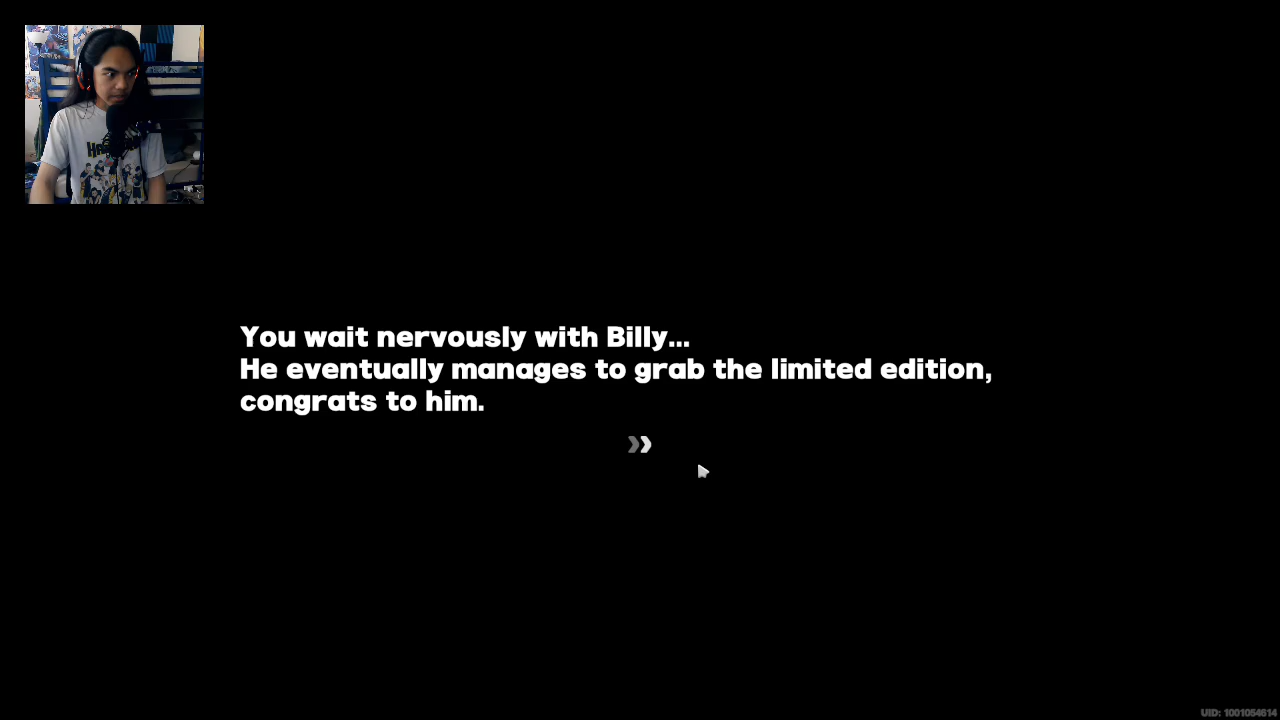 You wait nervously with Billy...
He eventually manages to grab the limited edition,
congrats to him.
UID: 1001054614